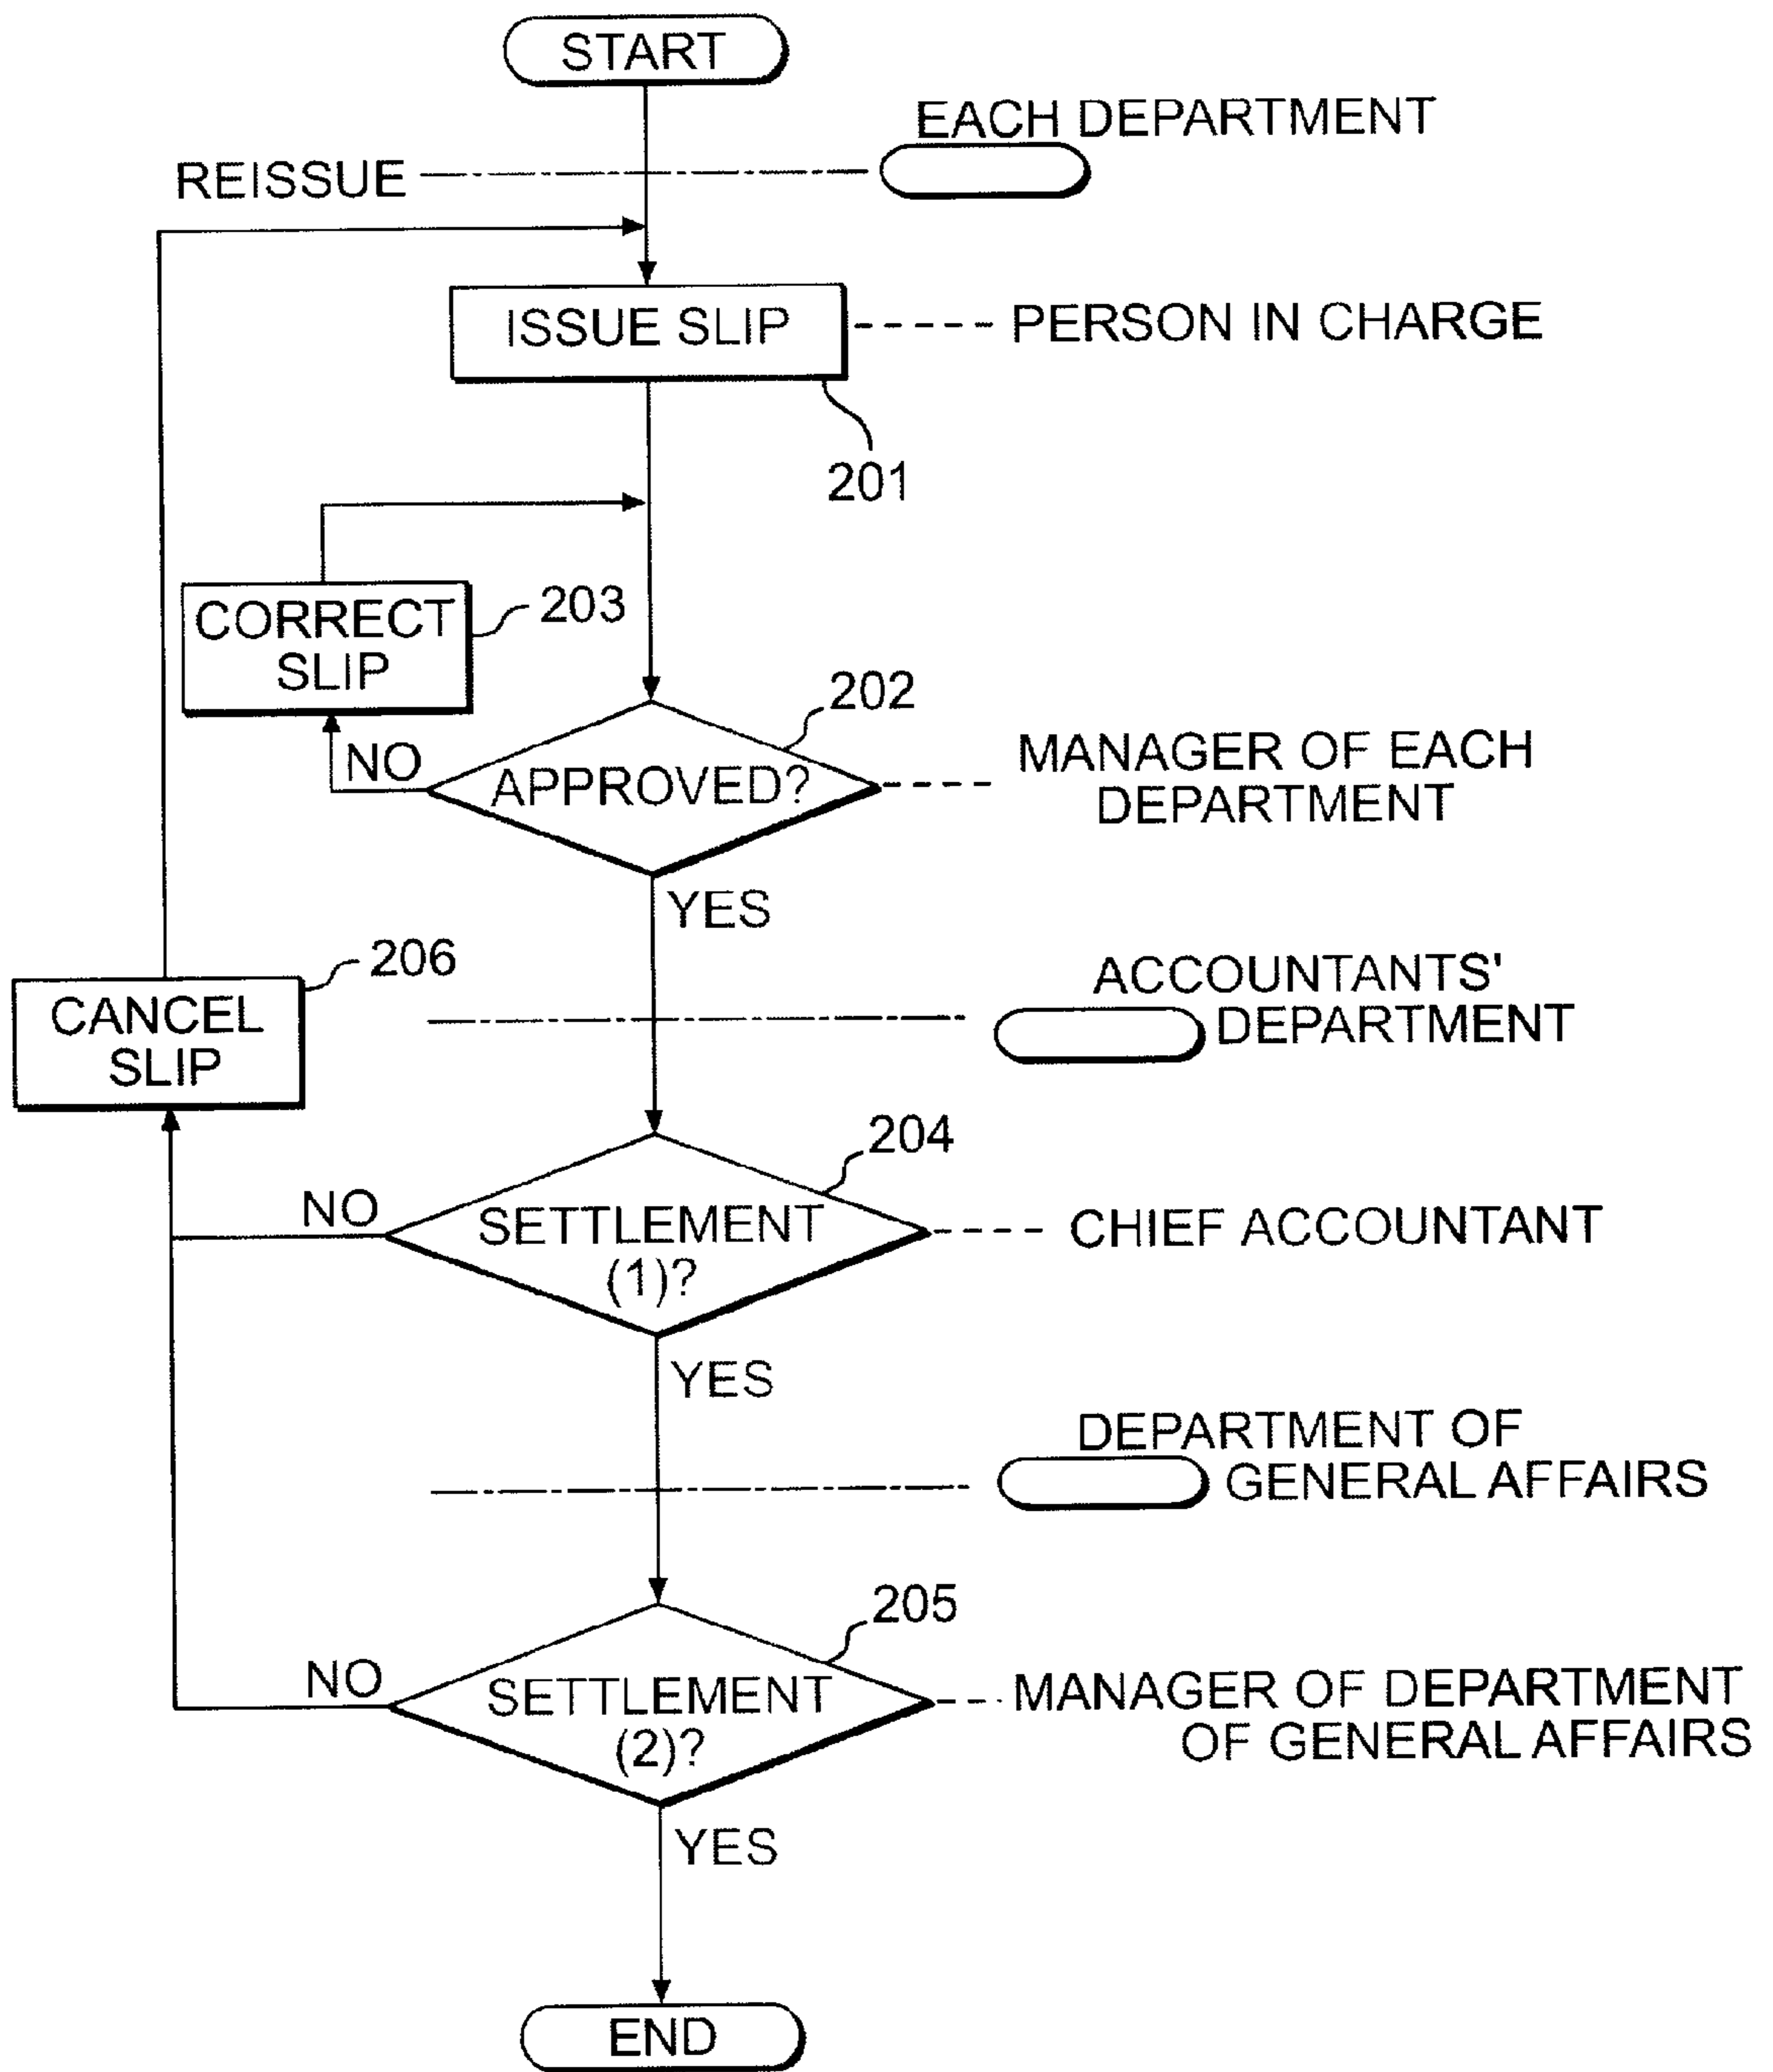 START
EACH DEPARTMENT
REISSUE
ISSUE SLIP
PERSON IN CHARGE
201
CORRECT
SLIP
203
202
NO
APPROVED?
MANAGER OF EACH
DEPARTMENT
YES
206
CANCEL
SLIP
ACCOUNTANTS'
DEPARTMENT
204
NO
SETTLEMENT
(1)?
CHIEF ACCOUNTANT
YES
DEPARTMENT OF
GENERAL AFFAIRS
205
NO
SETTLEMENT
(2)?
MANAGER OF DEPARTMENT
OF GENERAL AFFAIRS
YES
END